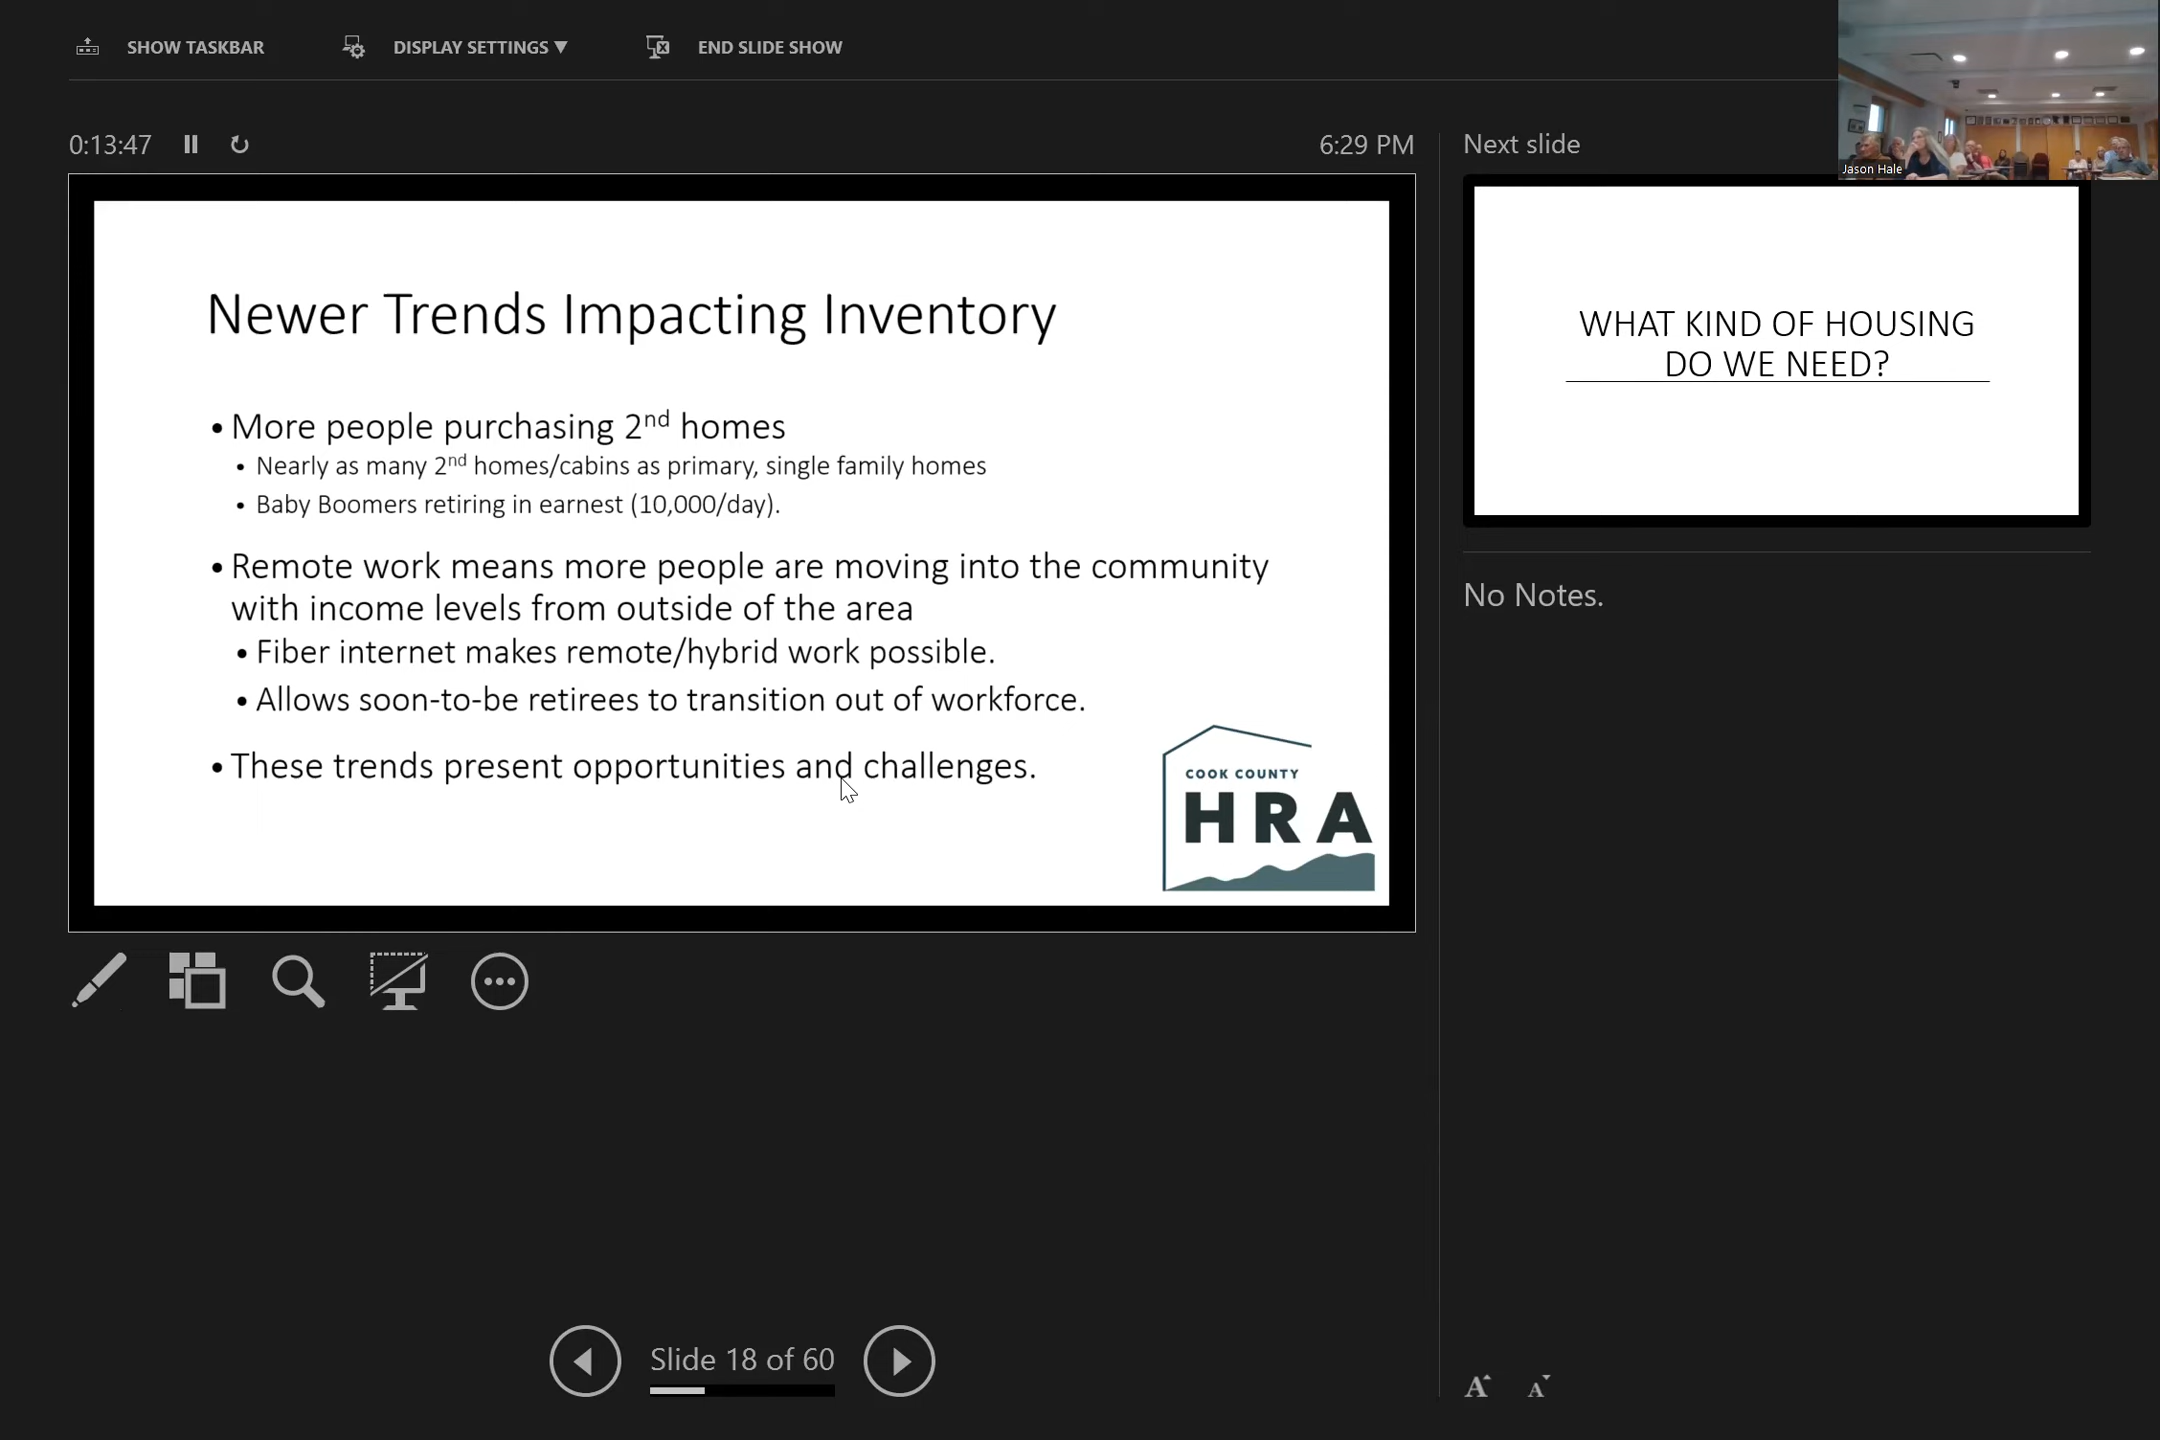 SHOW TASKBAR
DISPLAY SETTINGS ▼
END SLIDE SHOW
0:13:47
6:29 PM
Newer Trends Impacting Inventory
• More people purchasing 2nd homes
• Nearly as many 2nd homes/cabins as primary, single family homes
• Baby Boomers retiring in earnest (10,000/day).
• Remote work means more people are moving into the community
with income levels from outside of the area
• Fiber internet makes remote/hybrid work possible.
• Allows soon-to-be retirees to transition out of workforce.
• These trends present opportunities and challenges.
COOK COUNTY
HRA
Slide 18 of 60
Next slide
Jason Hale
WHAT KIND OF HOUSING
DO WE NEED?
No Notes.
A A